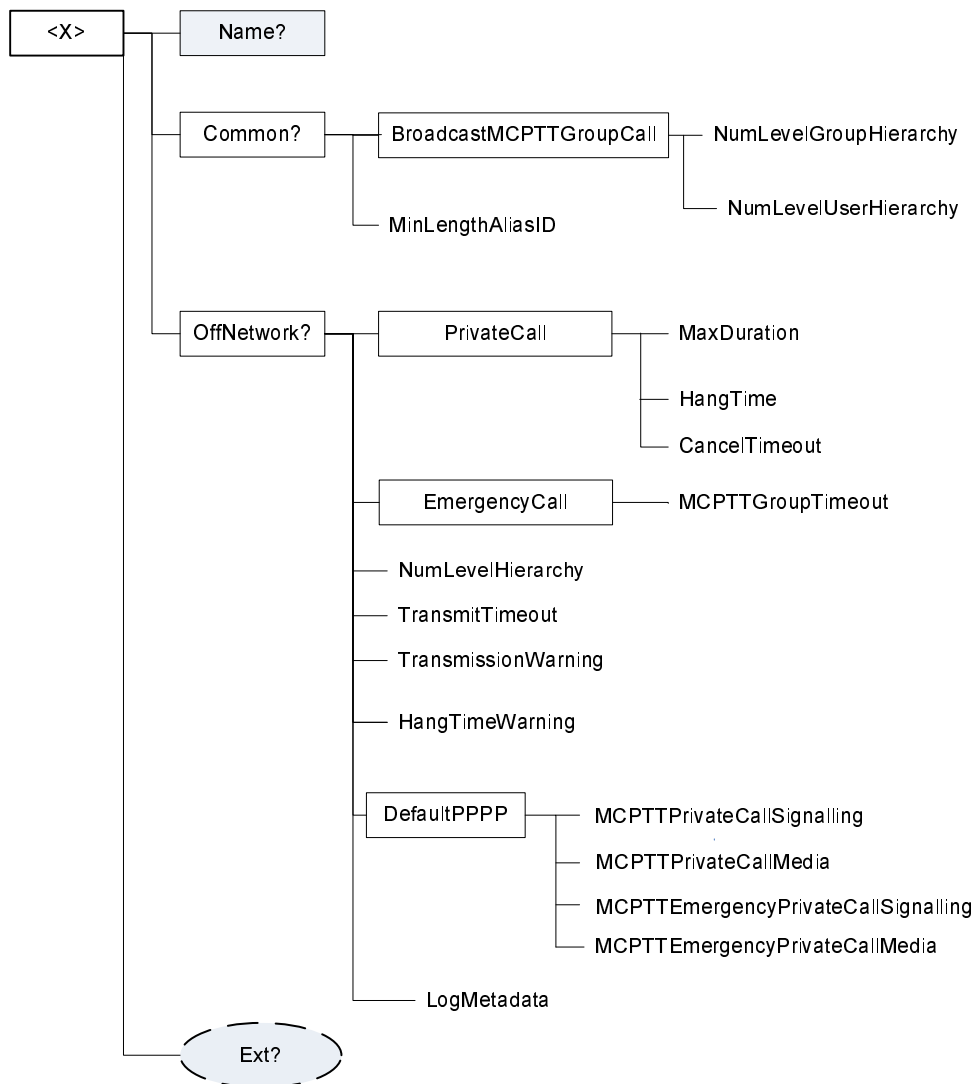 <X>
Name?
Common?
BroadcastMCPTTGroupCall
NumLevelGroupHierarchy
NumLevelUserHierarchy
MinLengthAliasID
OffNetwork?
PrivateCall
MaxDuration
HangTime
CancelTimeout
EmergencyCall
MCPTTGroupTimeout
NumLevelHierarchy
TransmitTimeout
TransmissionWarning
HangTimeWarning
DefaultPPPP
MCPTTPrivateCallSignalling
MCPTTPrivateCallMedia
MCPTTEmergencyPrivateCallSignalling
MCPTTEmergencyPrivateCallMedia
LogMetadata
Ext?